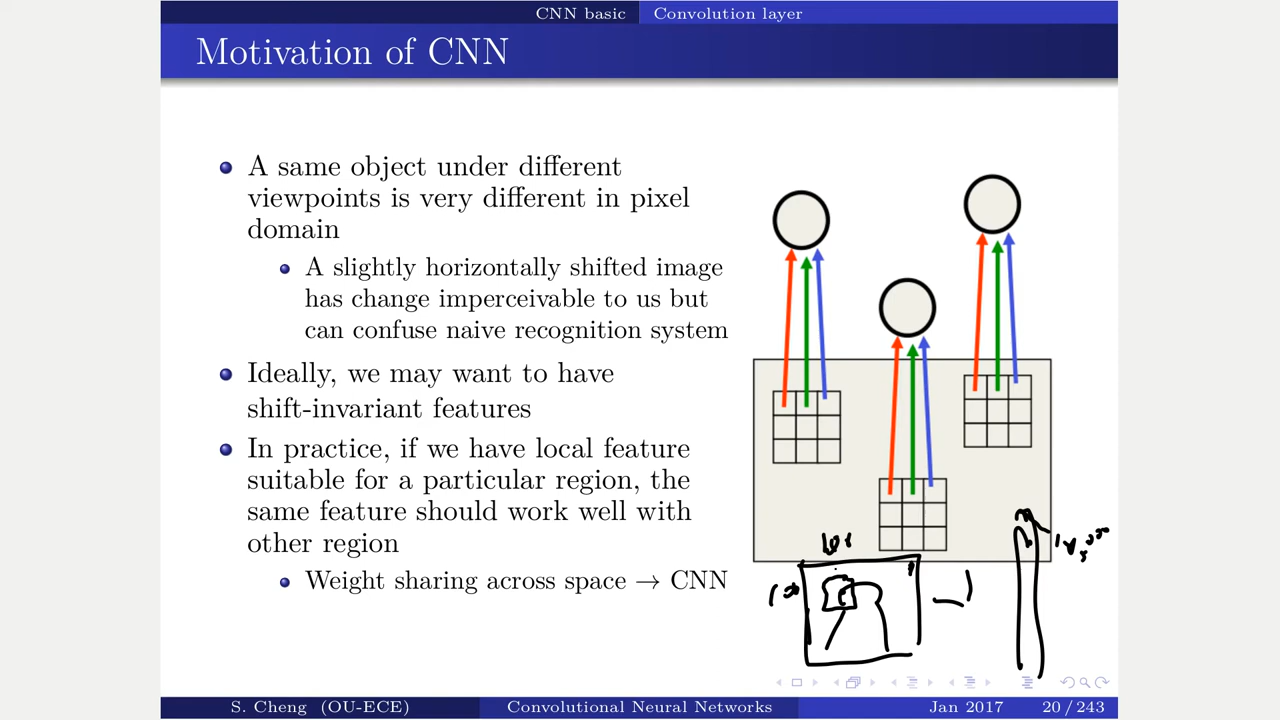 CNN basic Convolution layer
Motivation of CNN
A same object under different
viewpoints is very different in pixel
domain
A slightly horizontally shifted image
has change imperceivable to us but
can confuse naive recognition system
Ideally, we may want to have
shift-invariant features
In practice, if we have local feature
suitable for a particular region, the
same feature should work well with
other region
Weight sharing across space → CNN
S. Cheng (OU-ECE) Convolutional Neural Networks Jan 2017 20 / 243